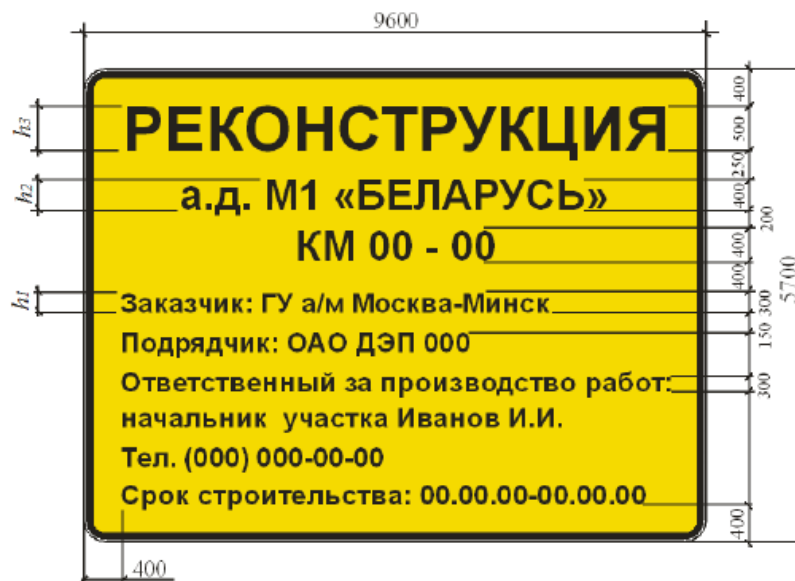 9600
РЕКОНСТРУКЦИЯ
а.д. М1 «БЕЛАРУСЬ»
КМ 00 - 00
Заказчик: ГУ а/м Москва-Минск
Подрядчик: ОАО ДЭП 000
Ответственный за производство работ:
начальник участка Иванов И.И.
Тел. (000) 000-00-00
Срок строительства: 00.00.00-00.00.00
h3
h2
h1
400
500
250
400
200
400
400
300
150
300
400
5700
400